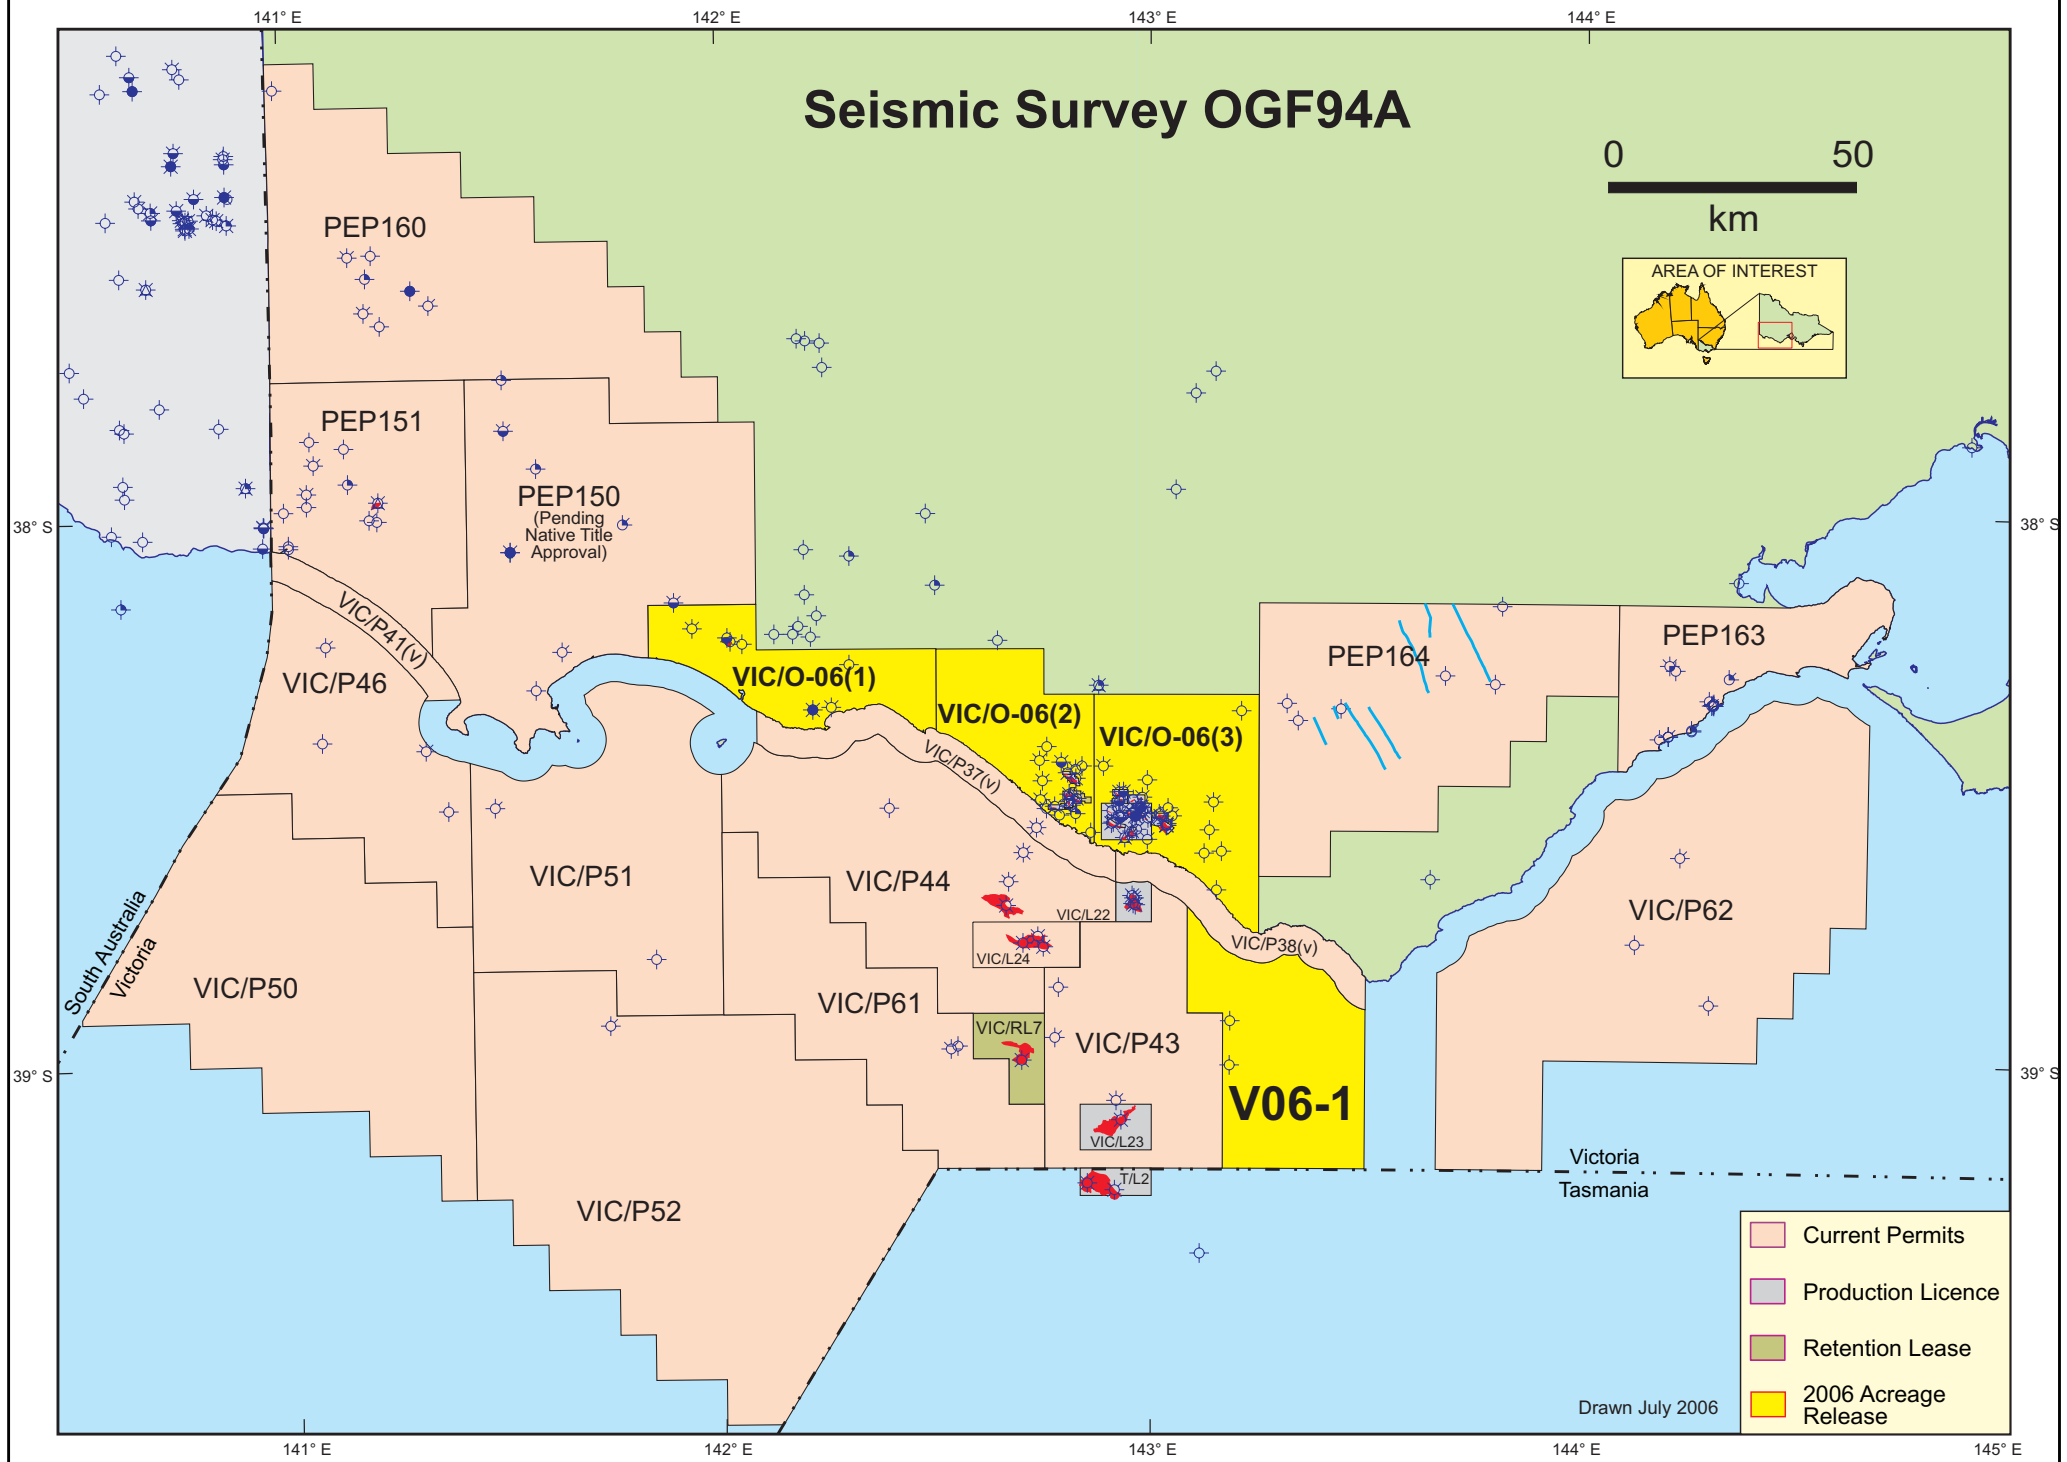 141° E
142° E
143° E
144° E
Seismic Survey OGF94A
0
50
km
AREA OF INTEREST
PEP160
PEP151
PEP150
(Pending
Native Title
Approval)
38° S
38° S
VIC/P41(v)
VIC/P46
VIC/O-06(1)
VIC/O-06(2)
VIC/O-06(3)
PEP164
PEP163
VIC/P37(v)
VIC/P51
VIC/P44
VIC/L22
VIC/P62
VIC/P38(v)
VIC/L24
South Australia
Victoria
VIC/P50
VIC/P61
VIC/RL7
VIC/P43
39° S
39° S
V06-1
VIC/L23
T/L2
Victoria
Tasmania
VIC/P52
Current Permits
Production Licence
Retention Lease
2006 Acreage
Release
Drawn July 2006
141° E
142° E
143° E
144° E
145° E